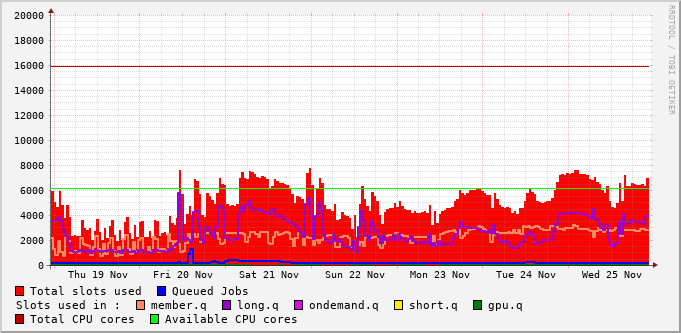 20000
18000
16000
14000
12000
10000
8000
6000
4000
2000
0
Thu 19 Nov Fri 20 Nov Sat 21 Nov Sun 22 Nov Mon 23 Nov Tue 24 Nov Wed 25 Nov
RRDTOOL / TOBI OETIKER
Total slots used Queued Jobs
Slots used in : member.q long.q ondemand.q short.q gpu.q
Total CPU cores Available CPU cores